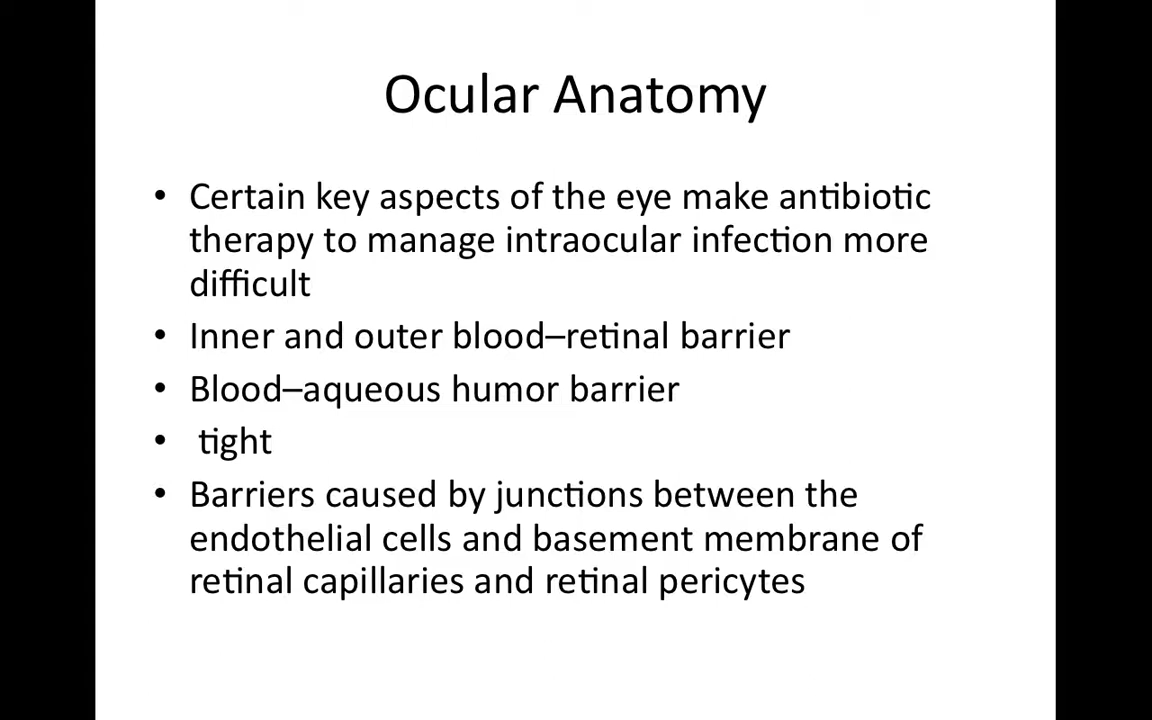 Ocular Anatomy
• Certain key aspects of the eye make antibiotic
therapy to manage intraocular infection more
difficult
• Inner and outer blood–retinal barrier
• Blood–aqueous humor barrier
• tight
• Barriers caused by junctions between the
endothelial cells and basement membrane of
retinal capillaries and retinal pericytes